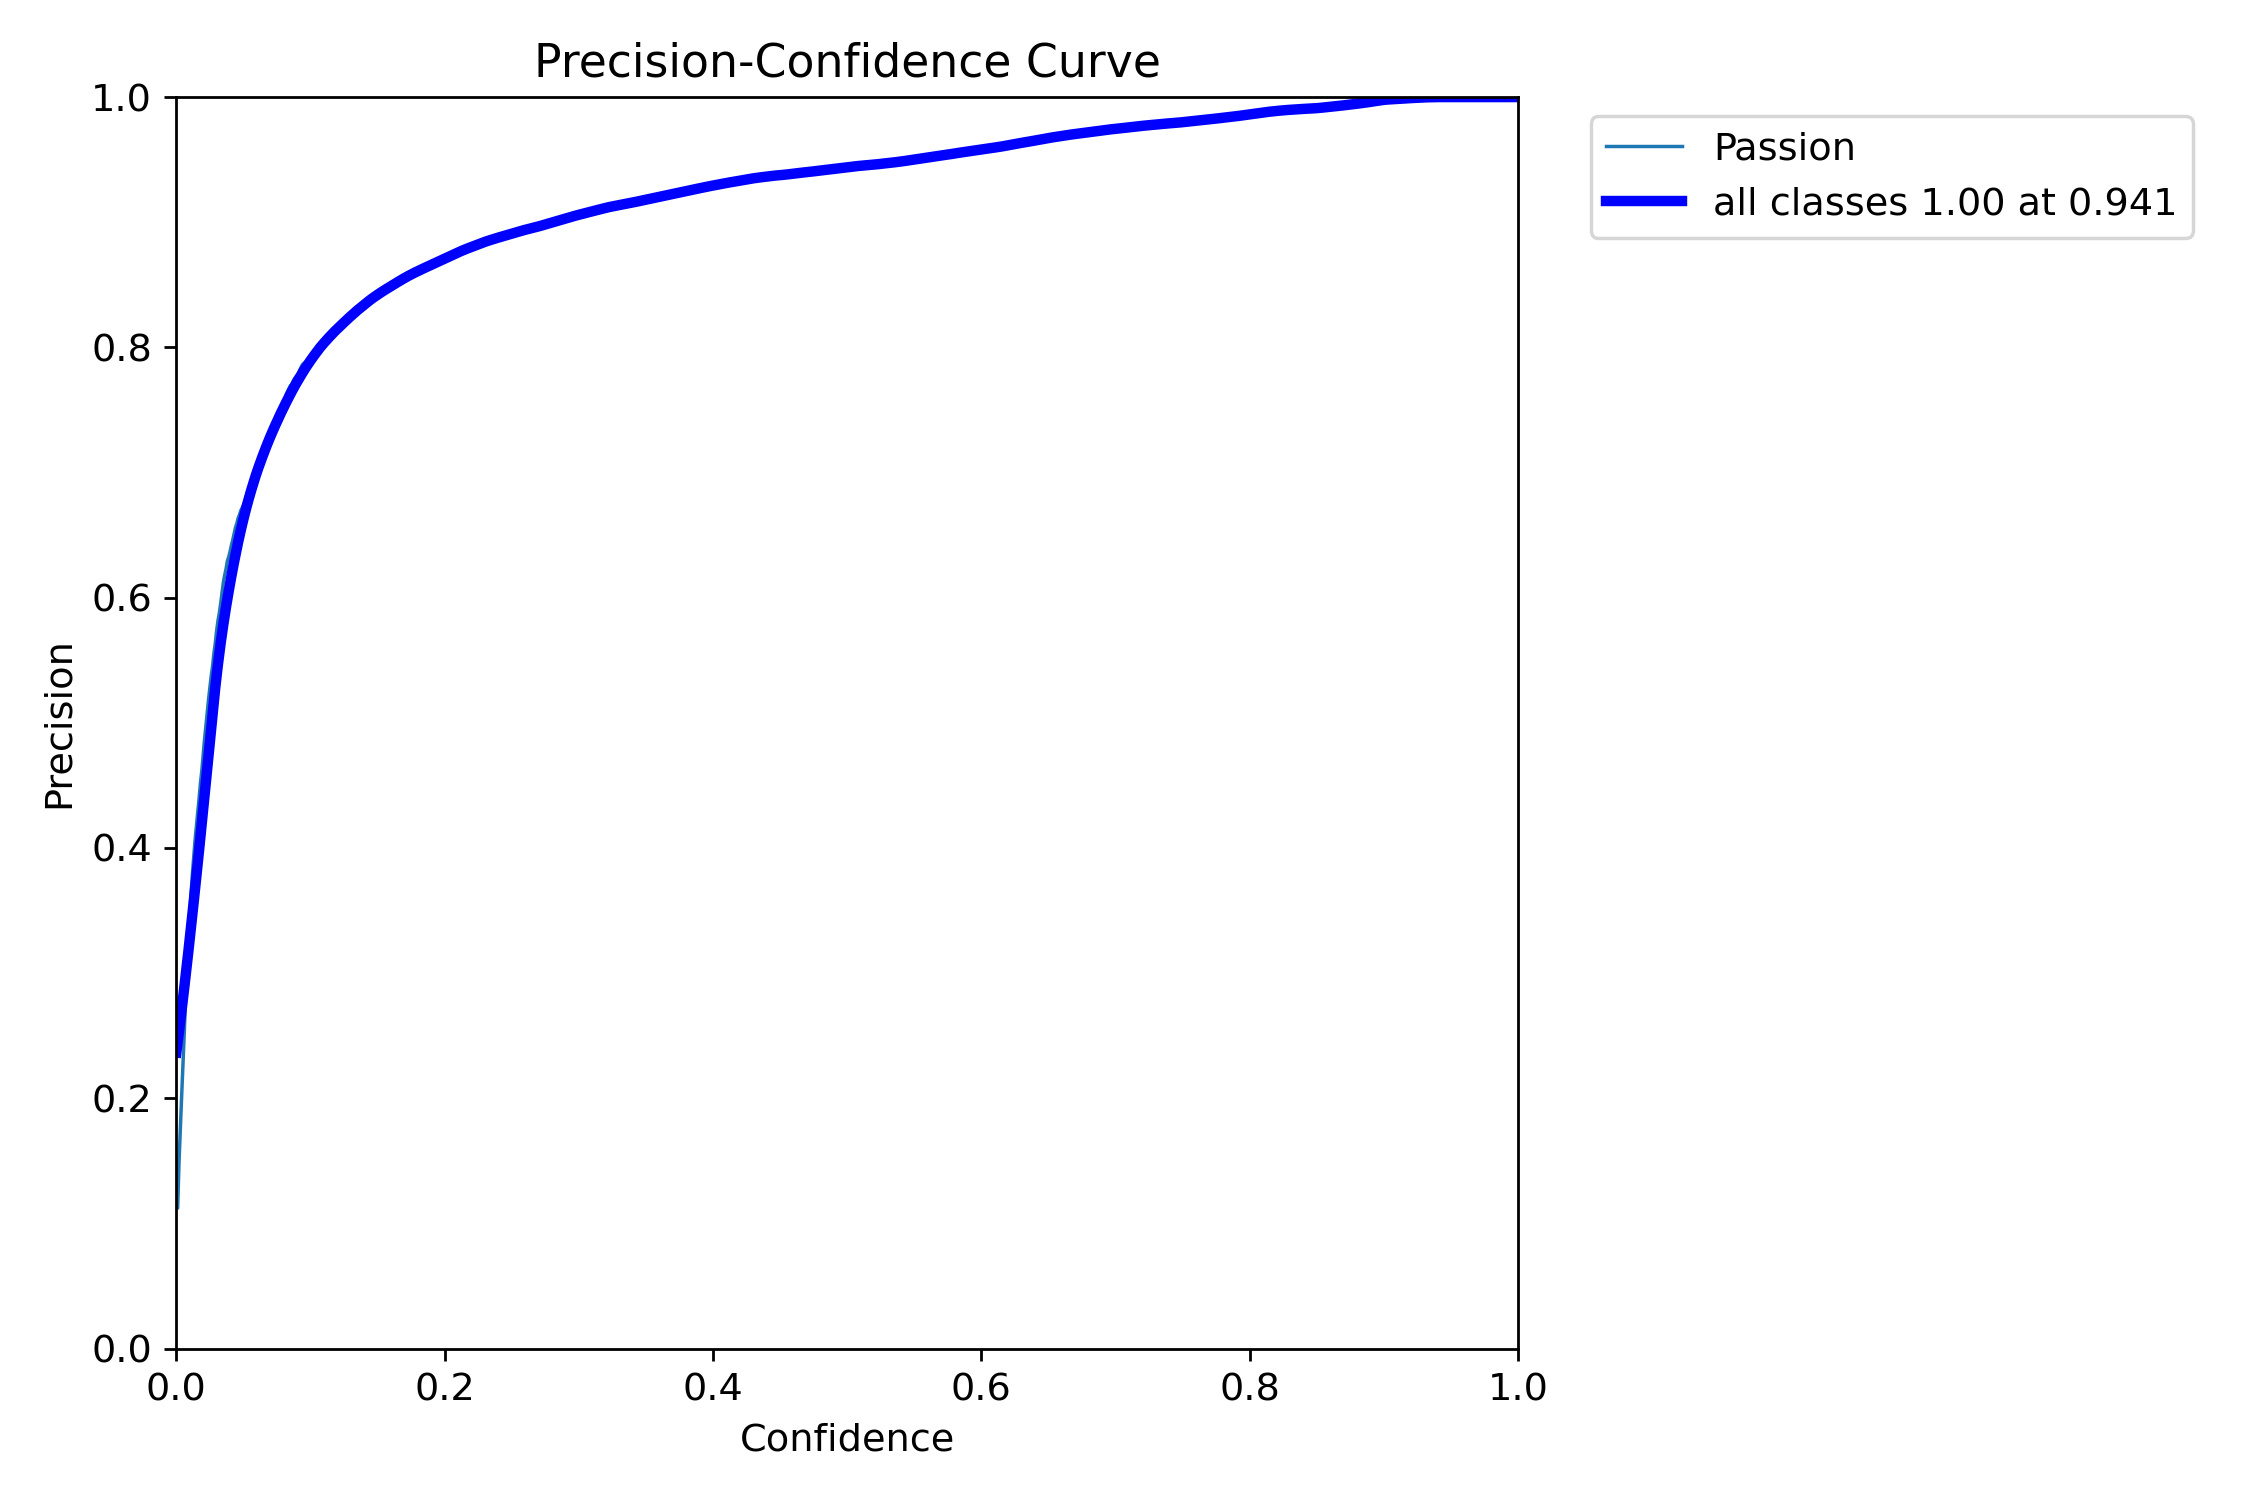 Precision-Confidence Curve
1.0
0.8
0.6
0.4
0.2
0.0
Precision
0.0 0.2 0.4 0.6 0.8 1.0
Confidence
Passion
all classes 1.00 at 0.941